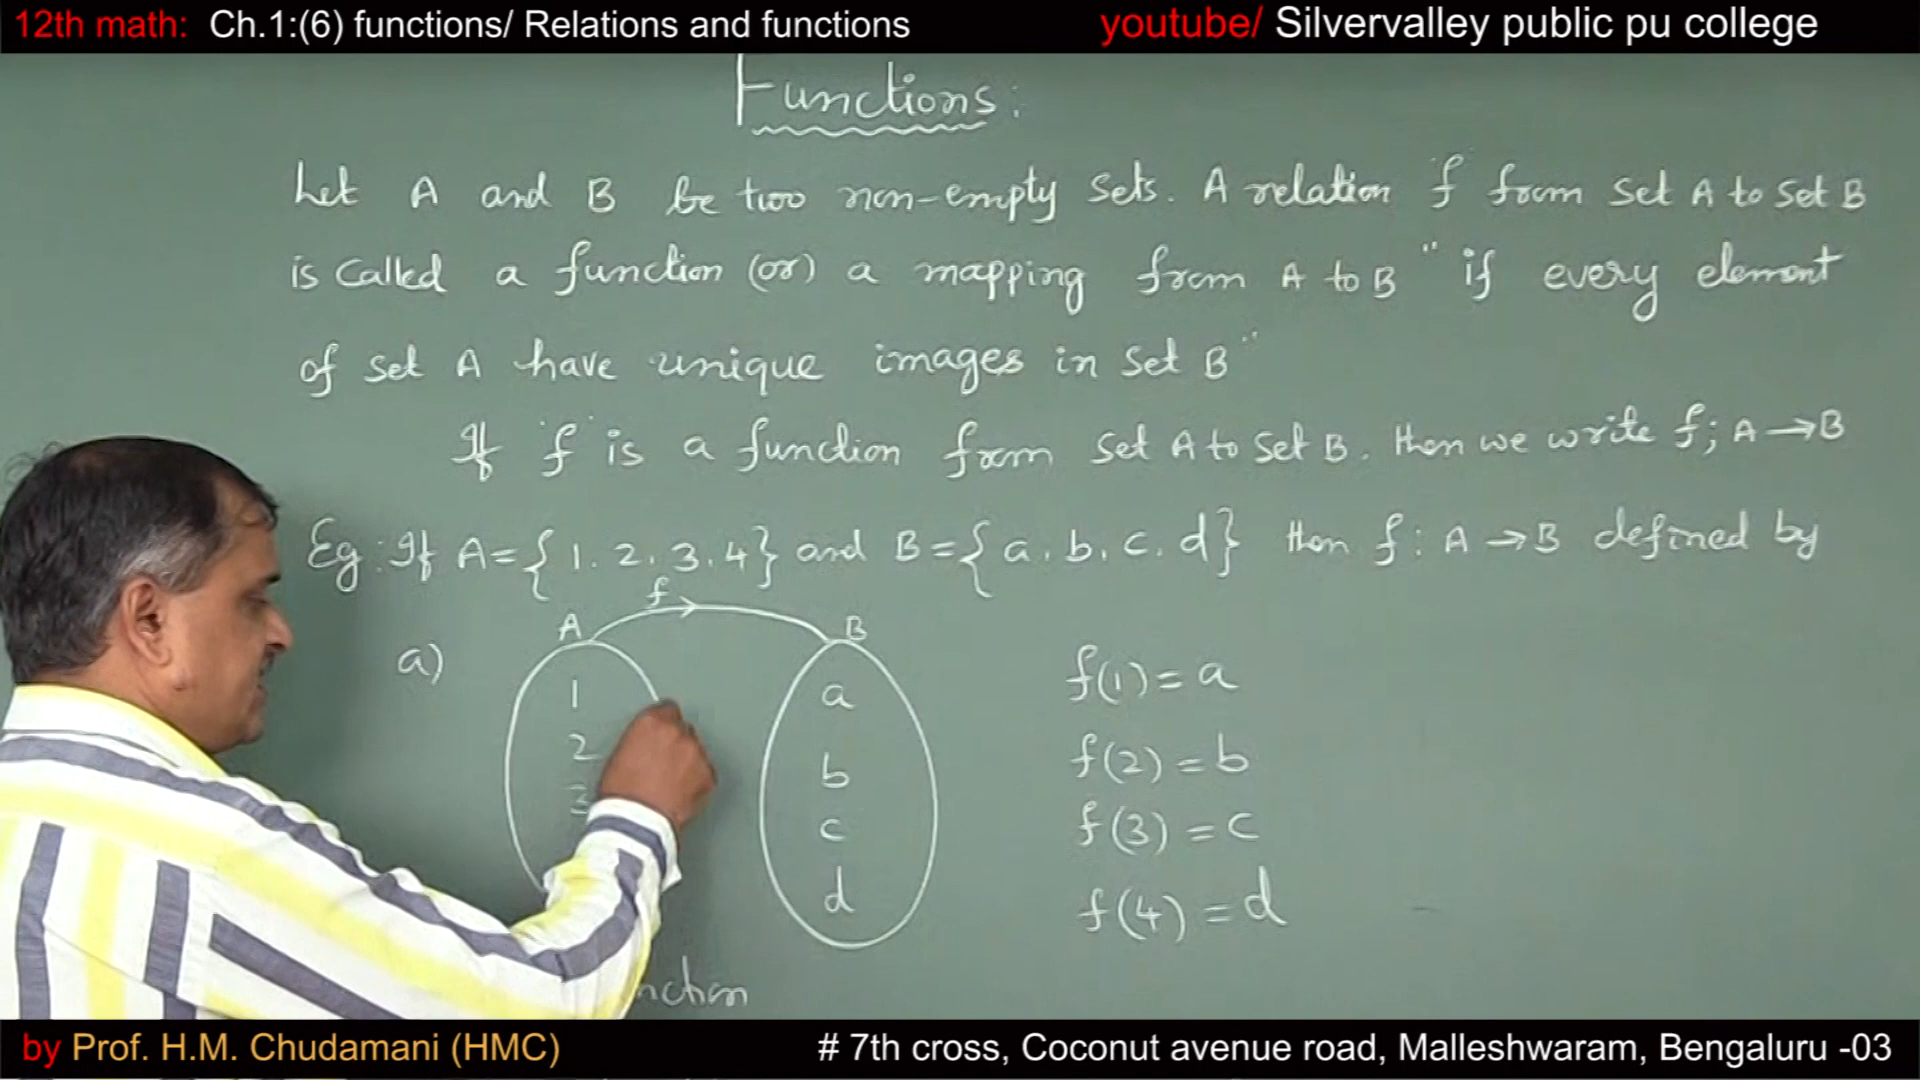 12th math: Ch.1:(6) functions/ Relations and functions
youtube/ Silvervalley public pu college
Functions:
Let A and B be two non-empty sets. A relation f from set A to set B
is called a function (or) a mapping from A to B "if every element
of set A have unique images in set B"
If 'f' is a function from set A to set B. then we write f; A→B
Eg: If A={1.2.3.4} and B={a.b.c.d} then f: A→B defined by
f
A B
a)
1 a f(1)=a
2 b f(2)=b
3 c f(3)=c
d f(4)=d
by Prof. H.M. Chudamani (HMC)
# 7th cross, Coconut avenue road, Malleshwaram, Bengaluru -03